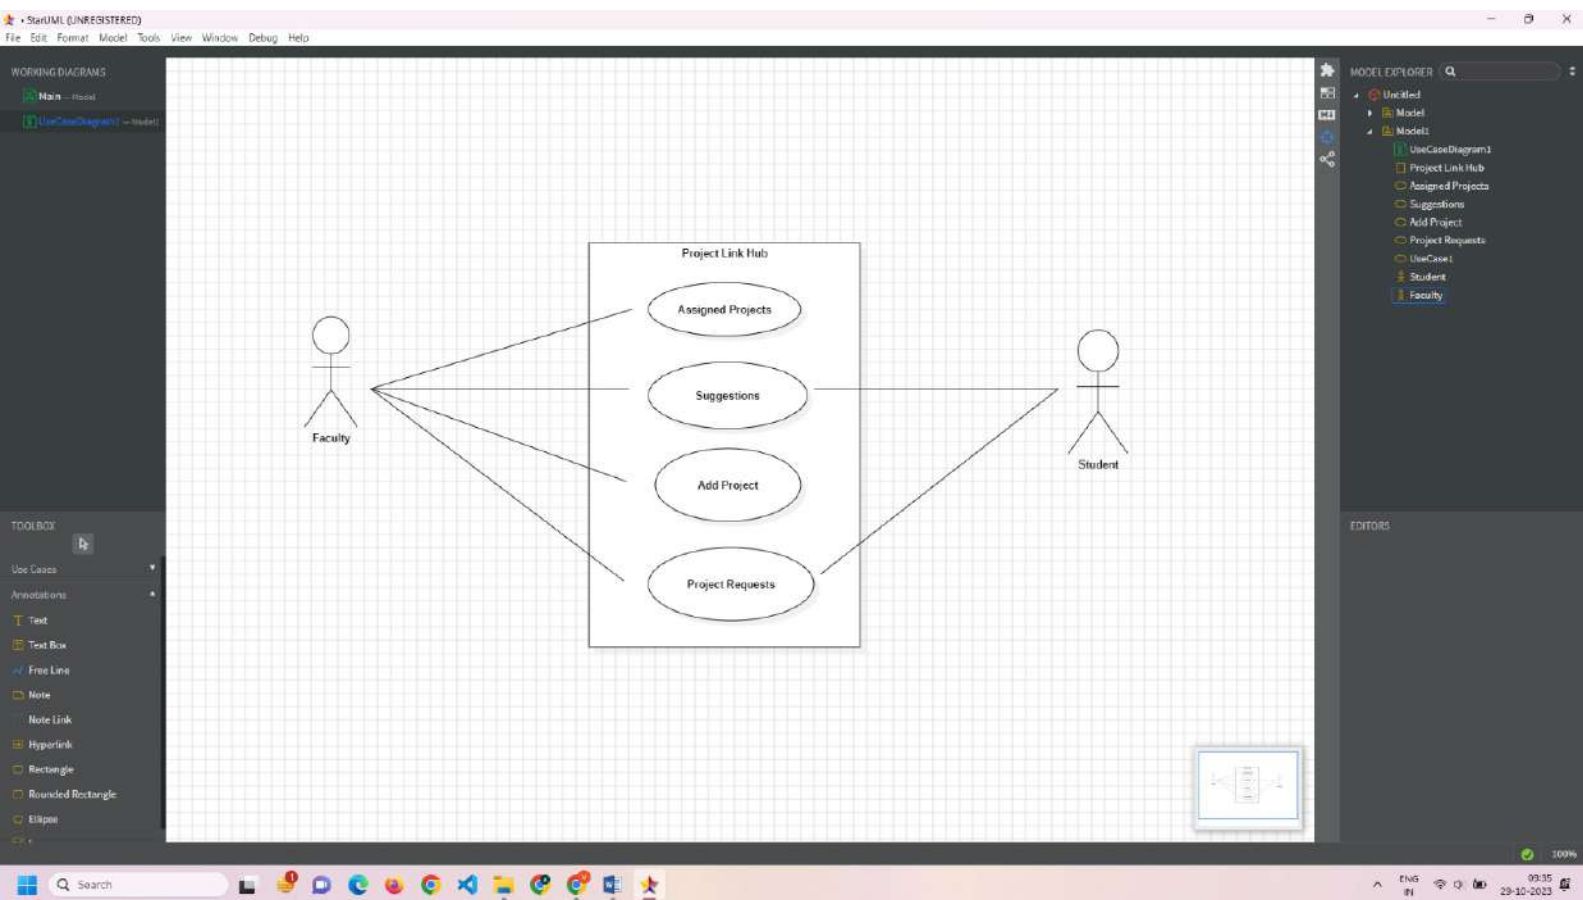 StarUML (UNREGISTERED)
File Edit Format Model Tools View Window Debug Help
WORKING DIAGRAMS
Main — Model
UseCaseDiagram1 — Model1
TOOLBOX
Use Cases
Annotations
Text
Text Box
Free Line
Note
Note Link
Hyperlink
Rectangle
Rounded Rectangle
Ellipse
Project Link Hub
Assigned Projects
Suggestions
Add Project
Project Requests
Faculty
Student
MODEL EXPLORER
Untitled
Model
Model1
UseCaseDiagram1
Project Link Hub
Assigned Projects
Suggestions
Add Project
Project Requests
UseCase1
Student
Faculty
EDITORS
100%
Search
ENG
IN
09:35
29-10-2023